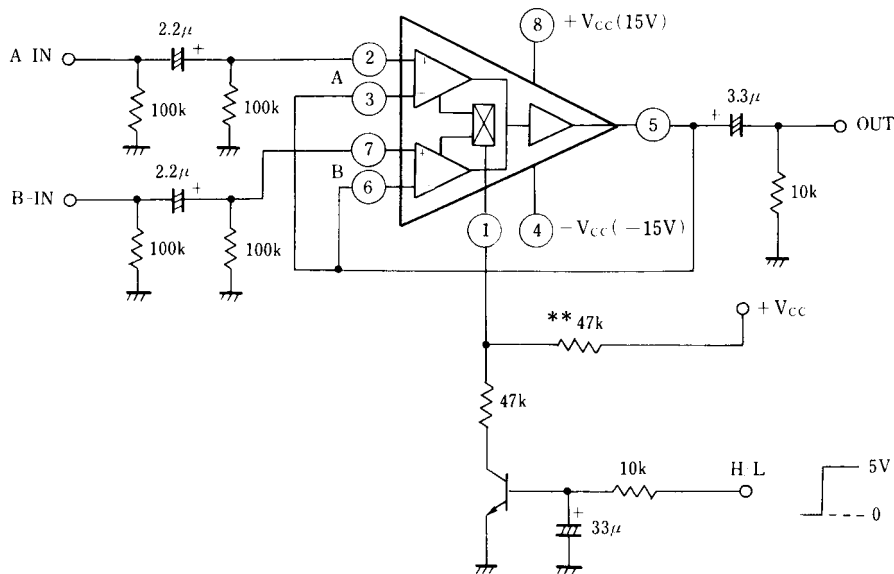 8
+VCC(15V)
2.2μ
+
A IN
2
+
A
100k
100k
3
−
3.3μ
+
5
OUT
2.2μ
+
7
+
B
B-IN
6
−
10k
100k
100k
1
4
−VCC(−15V)
+VCC
** 47k
47k
10k
H·L
5V
0
+
33μ